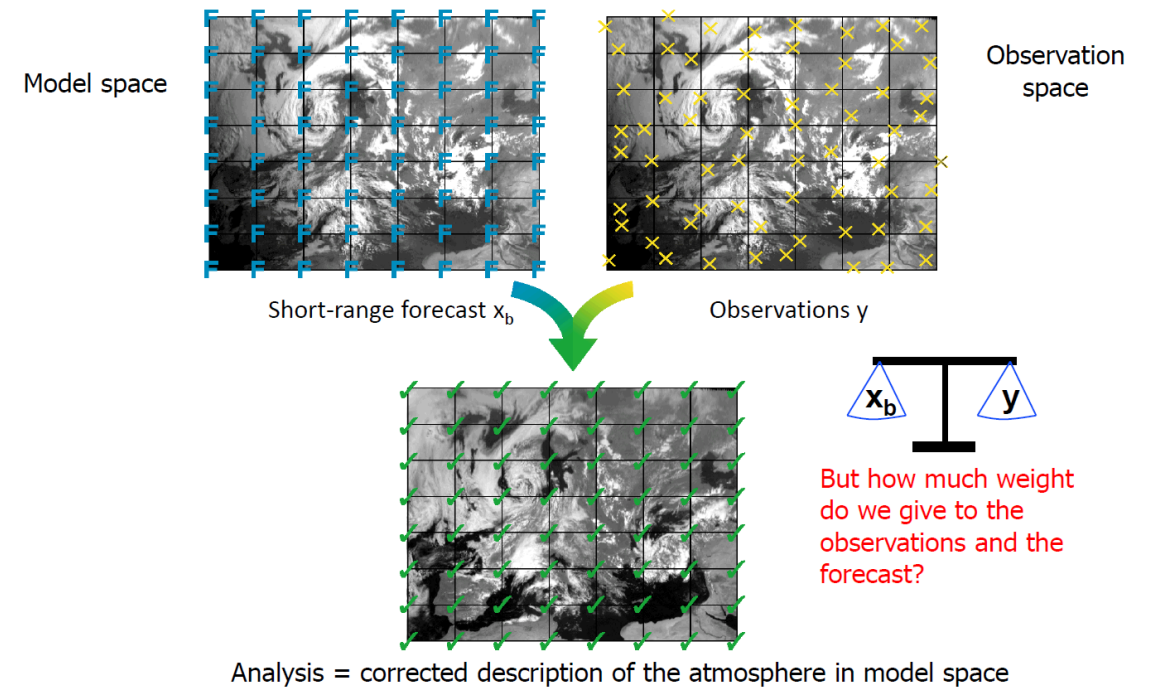 Model space
Observation
space
F F F F F F F F
F F F F F F F F
F F F F F F F F
F F F F F F F F
F F F F F F F F
F F F F F F F F
F F F F F F F F
F F F F F F F F
Short-range forecast xb
Observations y
xb
y
But how much weight
do we give to the
observations and the
forecast?
Analysis = corrected description of the atmosphere in model space